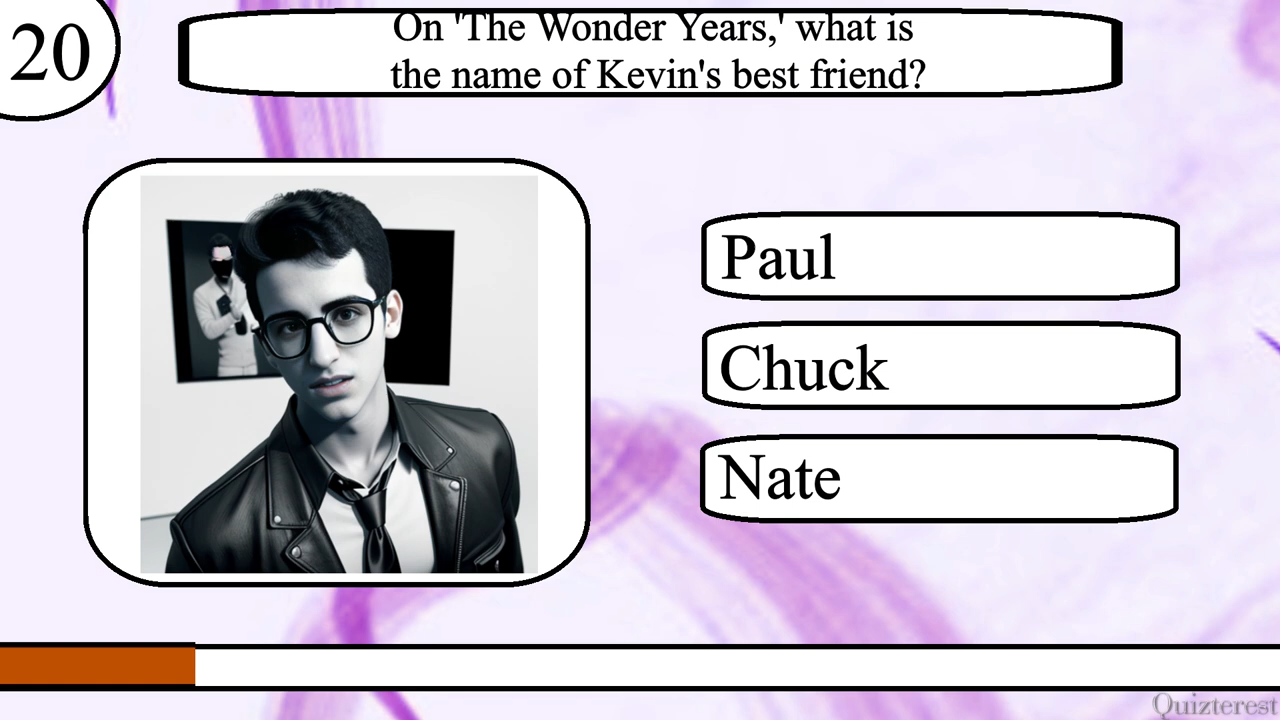 20
On 'The Wonder Years,' what is
the name of Kevin's best friend?
Paul
Chuck
Nate
Quizterest